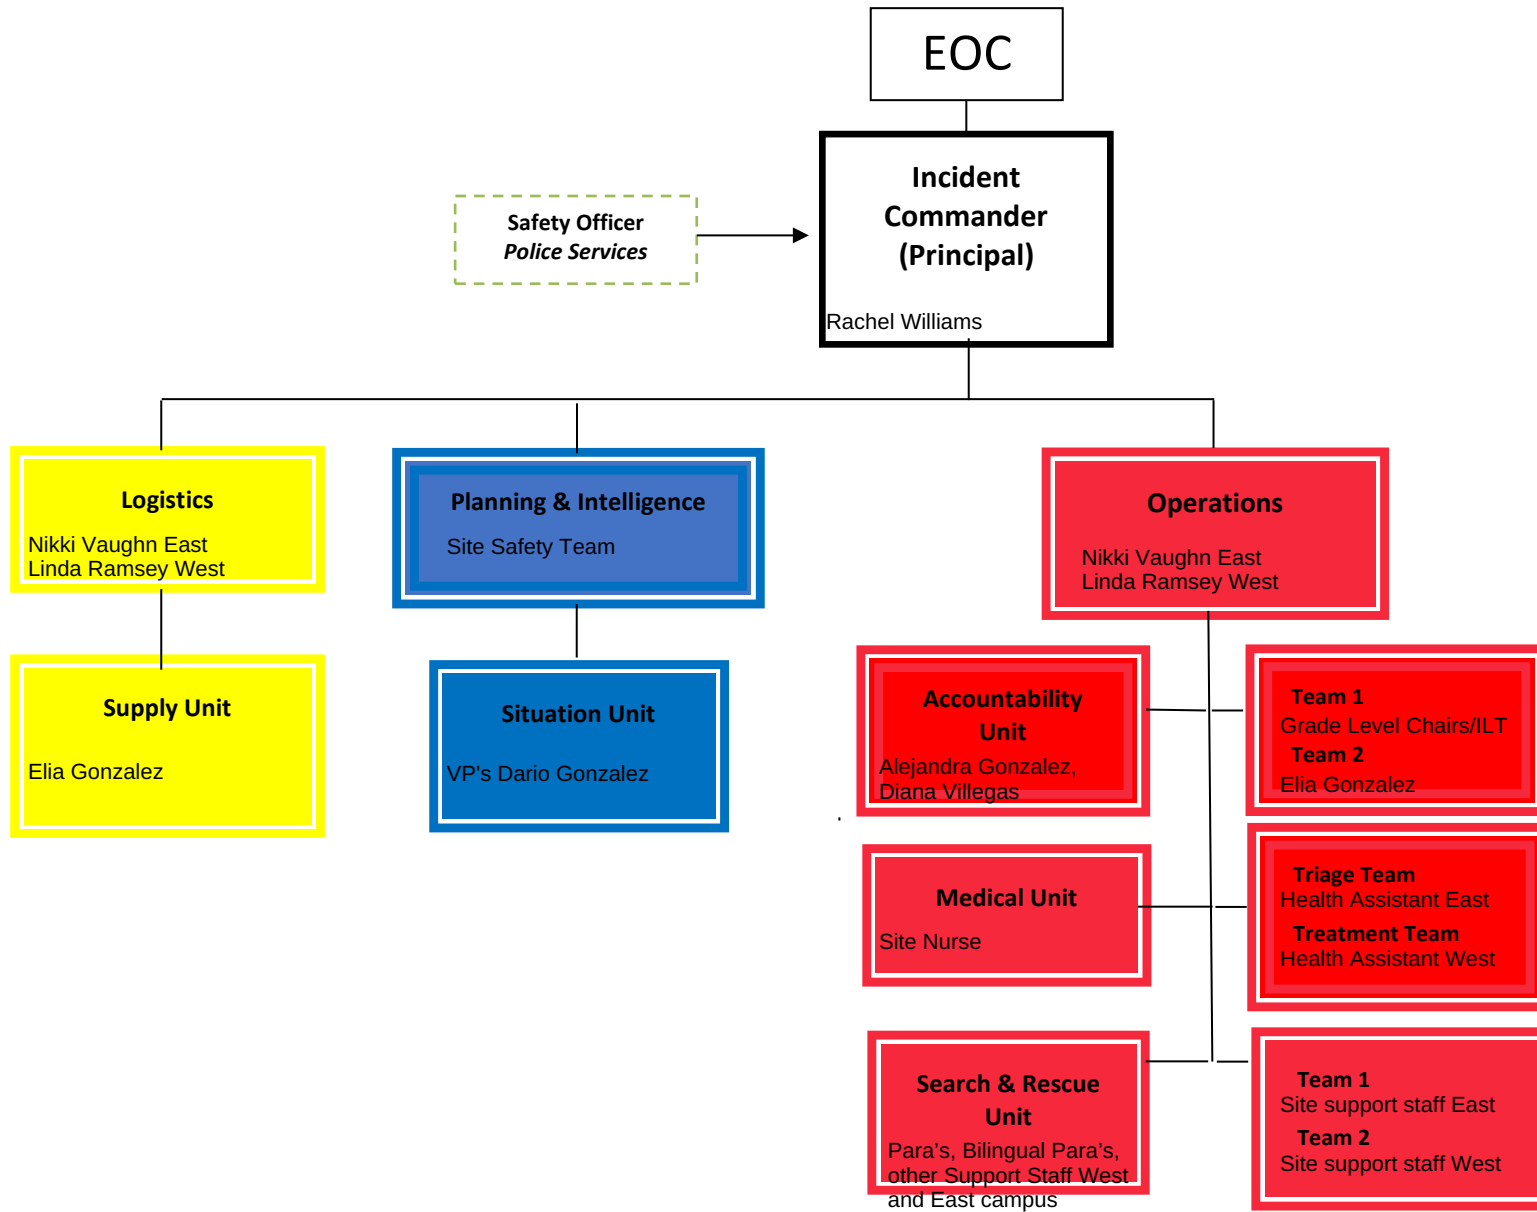 EOC
Incident
Commander
(Principal)
Rachel Williams
Safety Officer
Police Services
Logistics
Nikki Vaughn East
Linda Ramsey West
Planning & Intelligence
Site Safety Team
Operations
Nikki Vaughn East
Linda Ramsey West
Supply Unit
Elia Gonzalez
Situation Unit
VP's Dario Gonzalez
Accountability
Unit
Alejandra Gonzalez,
Diana Villegas
Team 1
Grade Level Chairs/ILT
Team 2
Elia Gonzalez
Medical Unit
Site Nurse
Triage Team
Health Assistant East
Treatment Team
Health Assistant West
Search & Rescue
Unit
Para’s, Bilingual Para’s,
other Support Staff West
and East campus
Team 1
Site support staff East
Team 2
Site support staff West